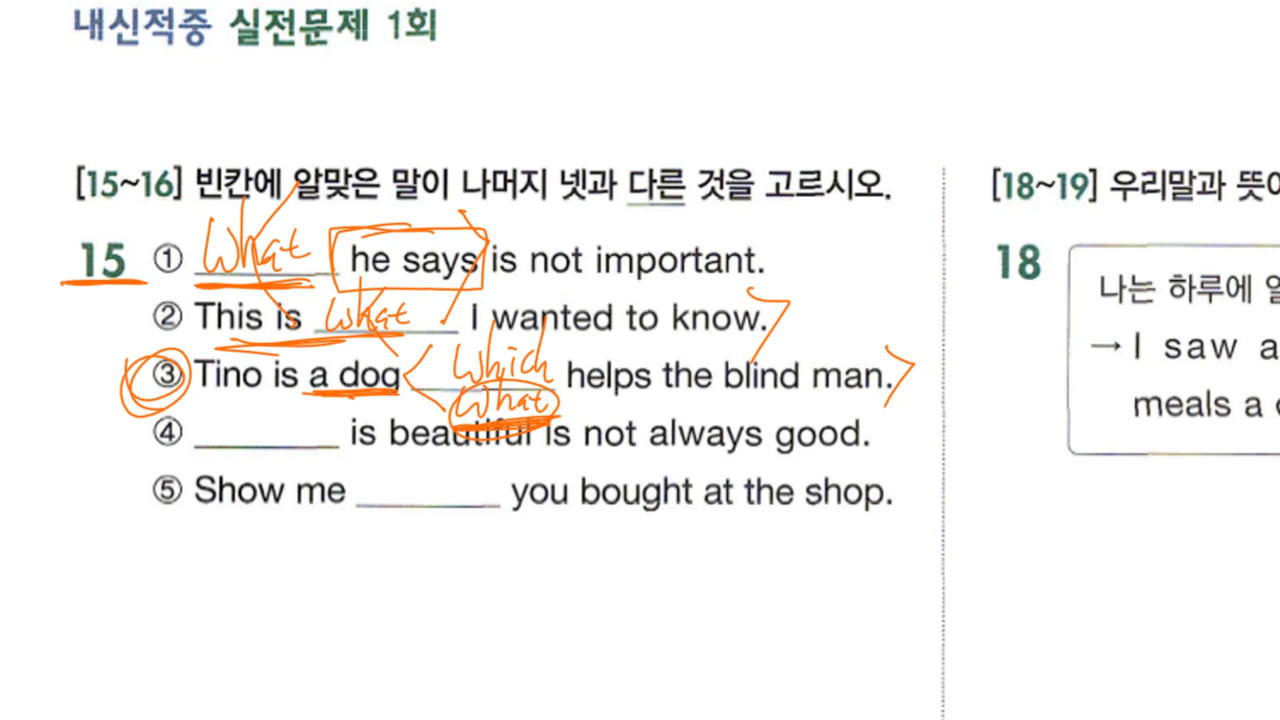 내신적중 실전문제 1회
[15~16] 빈칸에 알맞은 말이 나머지 넷과 다른 것을 고르시오.
15 ① What he says is not important.
② This is what I wanted to know.
③ Tino is a dog which helps the blind man.
What
④ ________ is beautiful is not always good.
⑤ Show me ________ you bought at the shop.
[18~19] 우리말과 뜻이
18
나는 하루에
→ I saw a
meals a